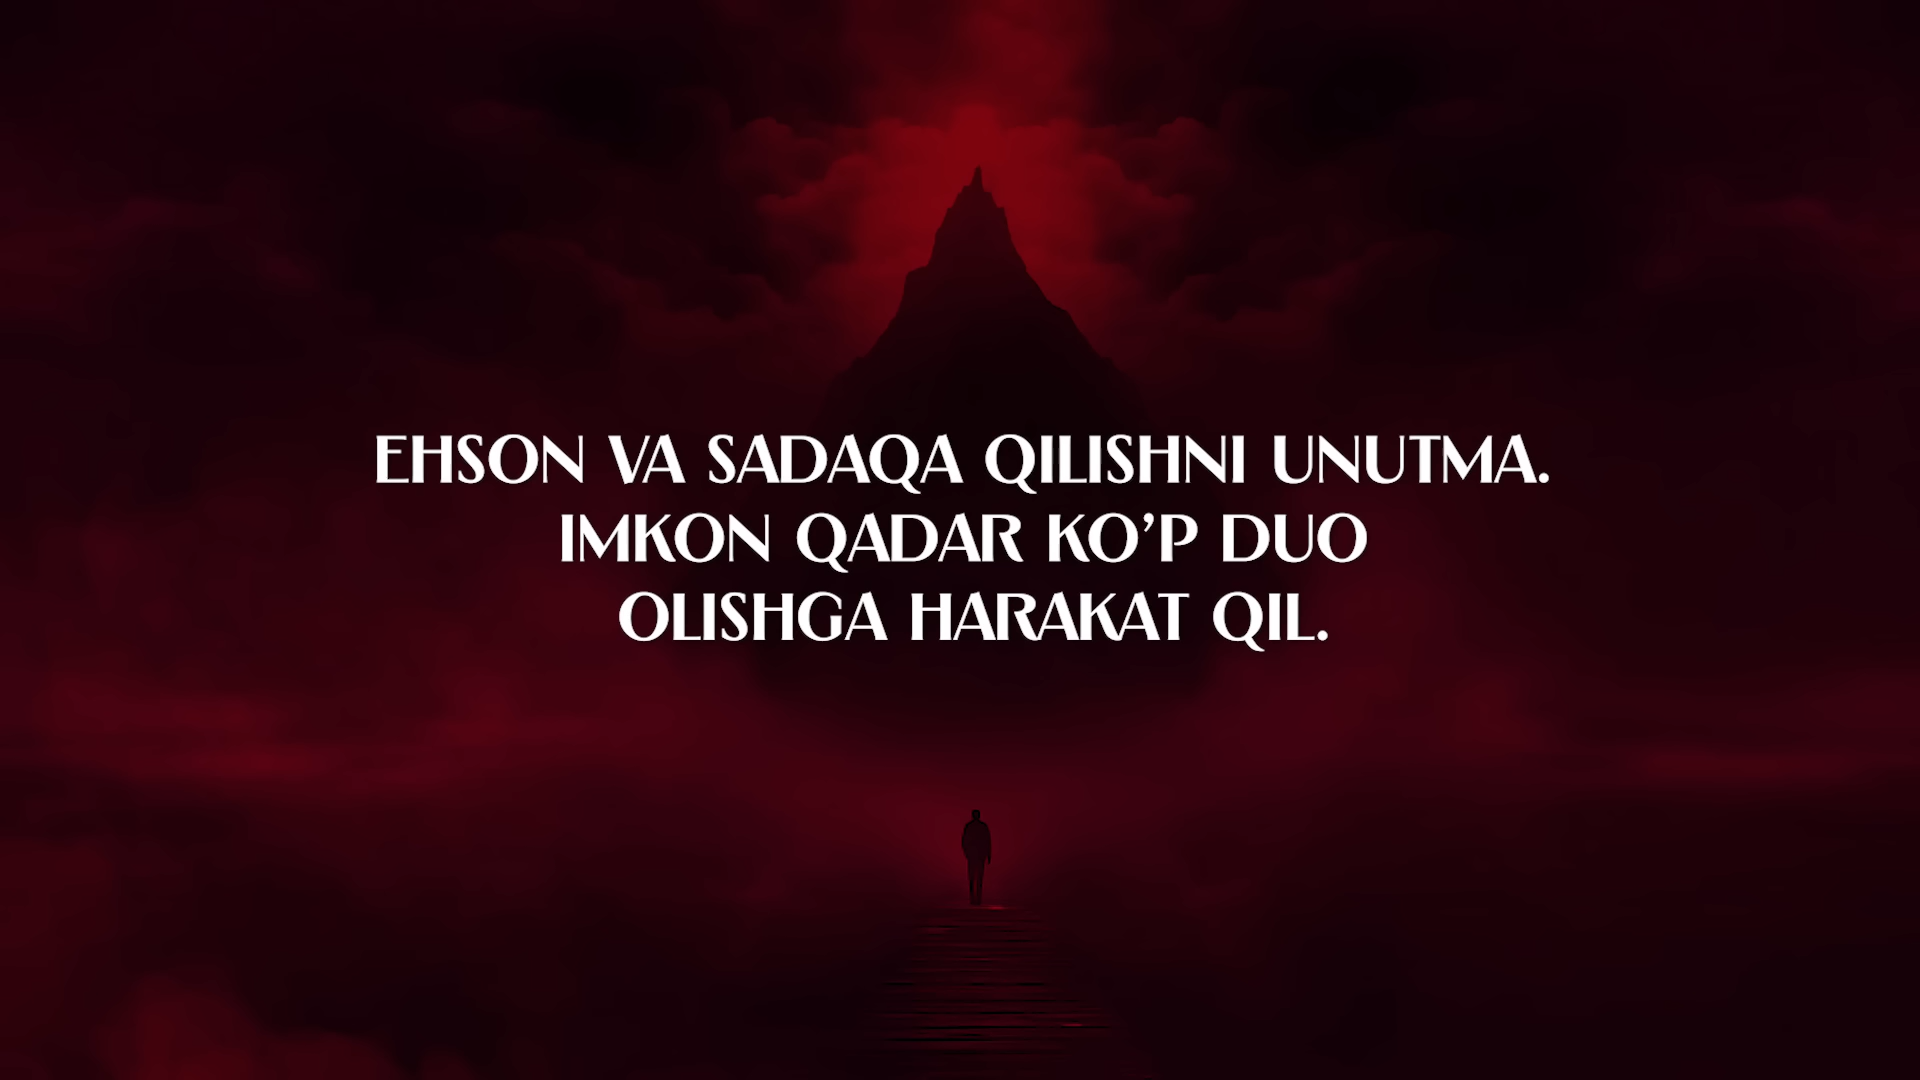 EHSON VA SADAQA QILISHNI UNUTMA.
IMKON QADAR KO’P DUO
OLISHGA HARAKAT QIL.